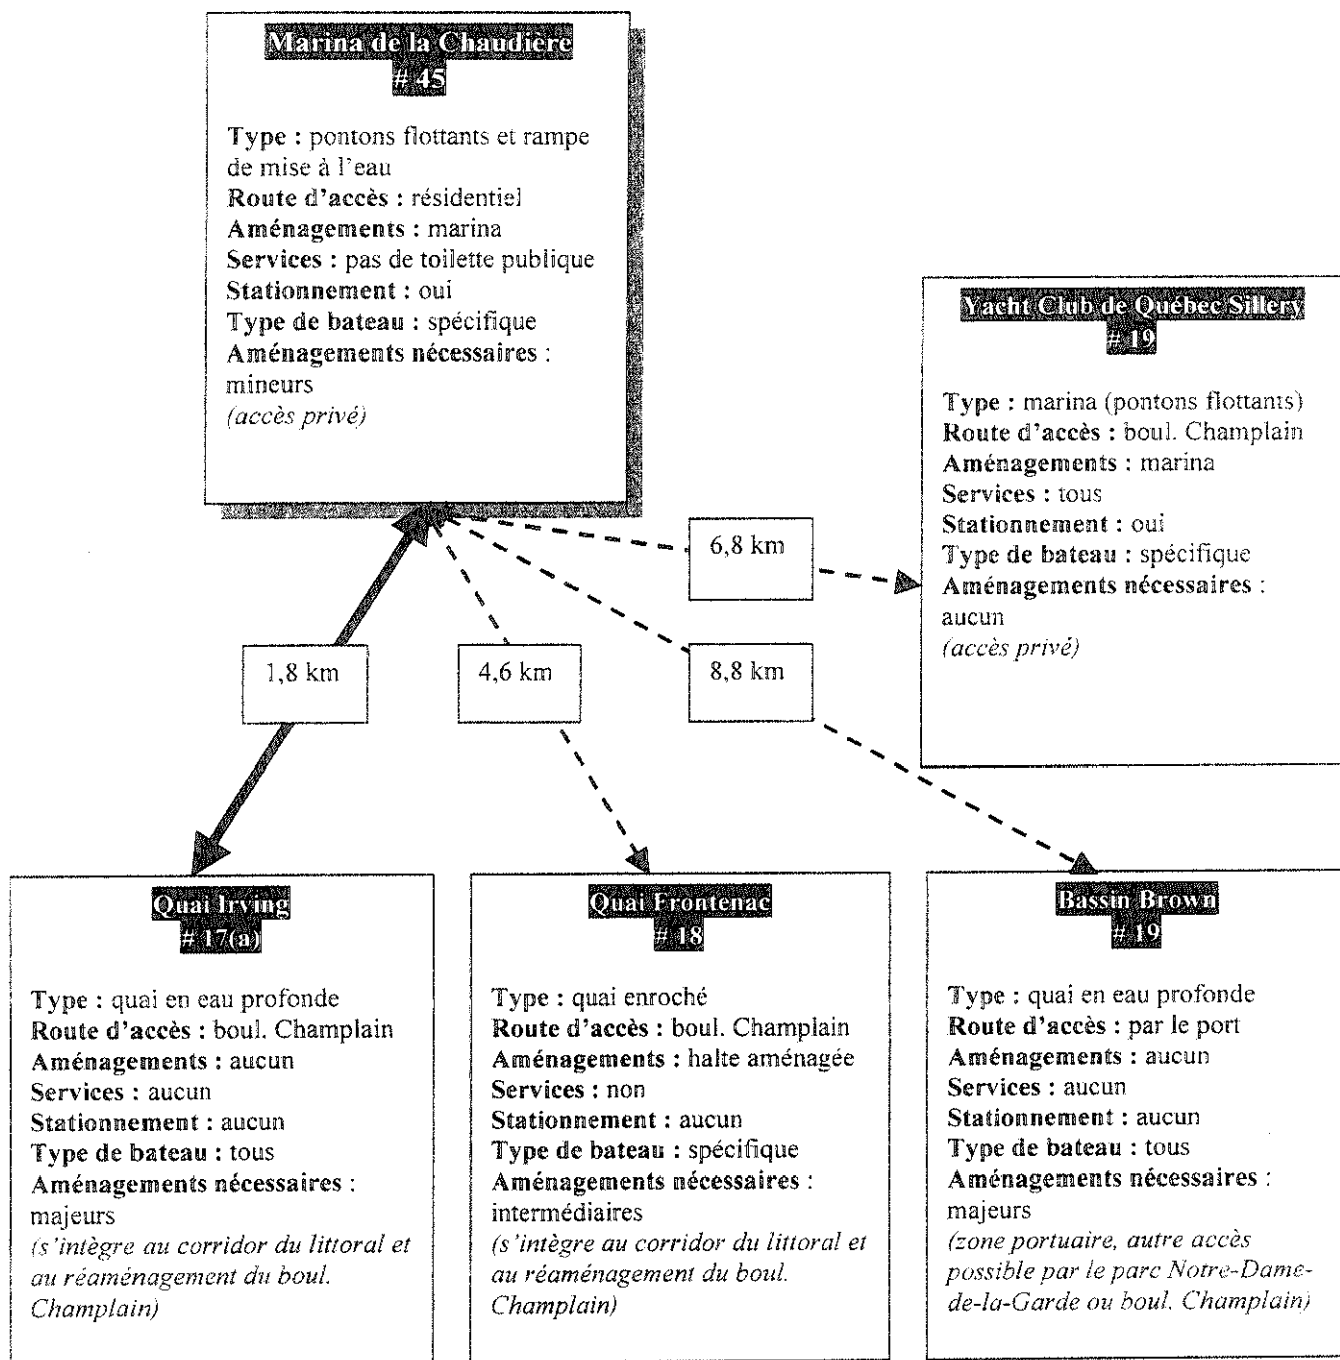 Marina de la Chaudière
# 45
Type : pontons flottants et rampe
de mise à l'eau
Route d'accès : résidentiel
Aménagements : marina
Services : pas de toilette publique
Stationnement : oui
Type de bateau : spécifique
Aménagements nécessaires :
mineurs
(accès privé)
Yacht Club de Québec Sillery
# 19
Type : marina (pontons flottants)
Route d'accès : boul. Champlain
Aménagements : marina
Services : tous
Stationnement : oui
Type de bateau : spécifique
Aménagements nécessaires :
aucun
(accès privé)
6,8 km
1,8 km
4,6 km
8,8 km
Quai Irving
# 17(a)
Type : quai en eau profonde
Route d'accès : boul. Champlain
Aménagements : aucun
Services : aucun
Stationnement : aucun
Type de bateau : tous
Aménagements nécessaires :
majeurs
(s'intègre au corridor du littoral et
au réaménagement du boul.
Champlain)
Quai Frontenac
# 18
Type : quai enroché
Route d'accès : boul. Champlain
Aménagements : halte aménagée
Services : non
Stationnement : aucun
Type de bateau : spécifique
Aménagements nécessaires :
intermédiaires
(s'intègre au corridor du littoral et
au réaménagement du boul.
Champlain)
Bassin Brown
# 19
Type : quai en eau profonde
Route d'accès : par le port
Aménagements : aucun
Services : aucun
Stationnement : aucun
Type de bateau : tous
Aménagements nécessaires :
majeurs
(zone portuaire, autre accès
possible par le parc Notre-Dame-
de-la-Garde ou boul. Champlain)